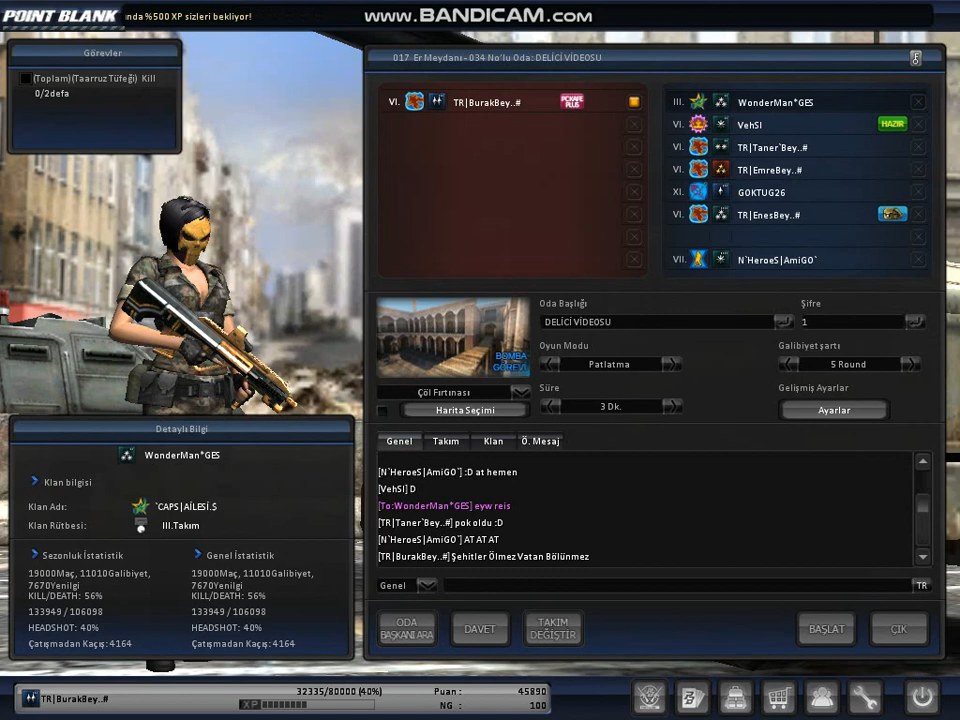 POINT BLANK
nda %500 XP sizleri bekliyor!
www.BANDICAM.com
Görevler
(Toplam)(Taarruz Tüfeği) Kill
0/2defa
017 Er Meydanı - 034 No'lu Oda: DELİCİ VİDEOSU
VI. TR|BurakBey..# PCKAFE PLUS
III. WonderMan*GES
VI. VehSI HAZIR
VI. TR|Taner`Bey..#
VI. TR|EmreBey..#
XI. GOKTUG26
VI. TR|EnesBey..#
VII. N`HeroeS|AmiGO`
BOMBA GÖREVİ
Çöl Fırtınası
Harita Seçimi
Oda Başlığı
DELİCİ VİDEOSU
Şifre
1
Oyun Modu
Patlatma
Galibiyet şartı
5 Round
Süre
3 Dk.
Gelişmiş Ayarlar
Ayarlar
Genel Takım Klan Ö. Mesaj
[N`HeroeS|AmiGO`] :D at hemen
[VehSI] D
[To:WonderMan*GES] eyw reis
[TR|Taner`Bey..#] pok oldu :D
[N`HeroeS|AmiGO`] AT AT AT
[TR|BurakBey..#] Şehitler Ölmez Vatan Bölünmez
Genel TR
ODA BAŞKANI ARA
DAVET
TAKIM DEĞİŞTİR
BAŞLAT
ÇIK
Detaylı Bilgi
WonderMan*GES
Klan bilgisi
Klan Adı: `CAPS|AİLESİ.$
Klan Rütbesi: III.Takım
Sezonluk İstatistik
19000Maç, 11010Galibiyet,
7670Yenilgi
KILL/DEATH: 56%
133949 / 106098
HEADSHOT: 40%
Çatışmadan Kaçış: 4164
Genel İstatistik
19000Maç, 11010Galibiyet,
7670Yenilgi
KILL/DEATH: 56%
133949 / 106098
HEADSHOT: 40%
Çatışmadan Kaçış: 4164
TR|BurakBey..#
32335/80000 (40%)
XP
Puan : 45890
NG : 100